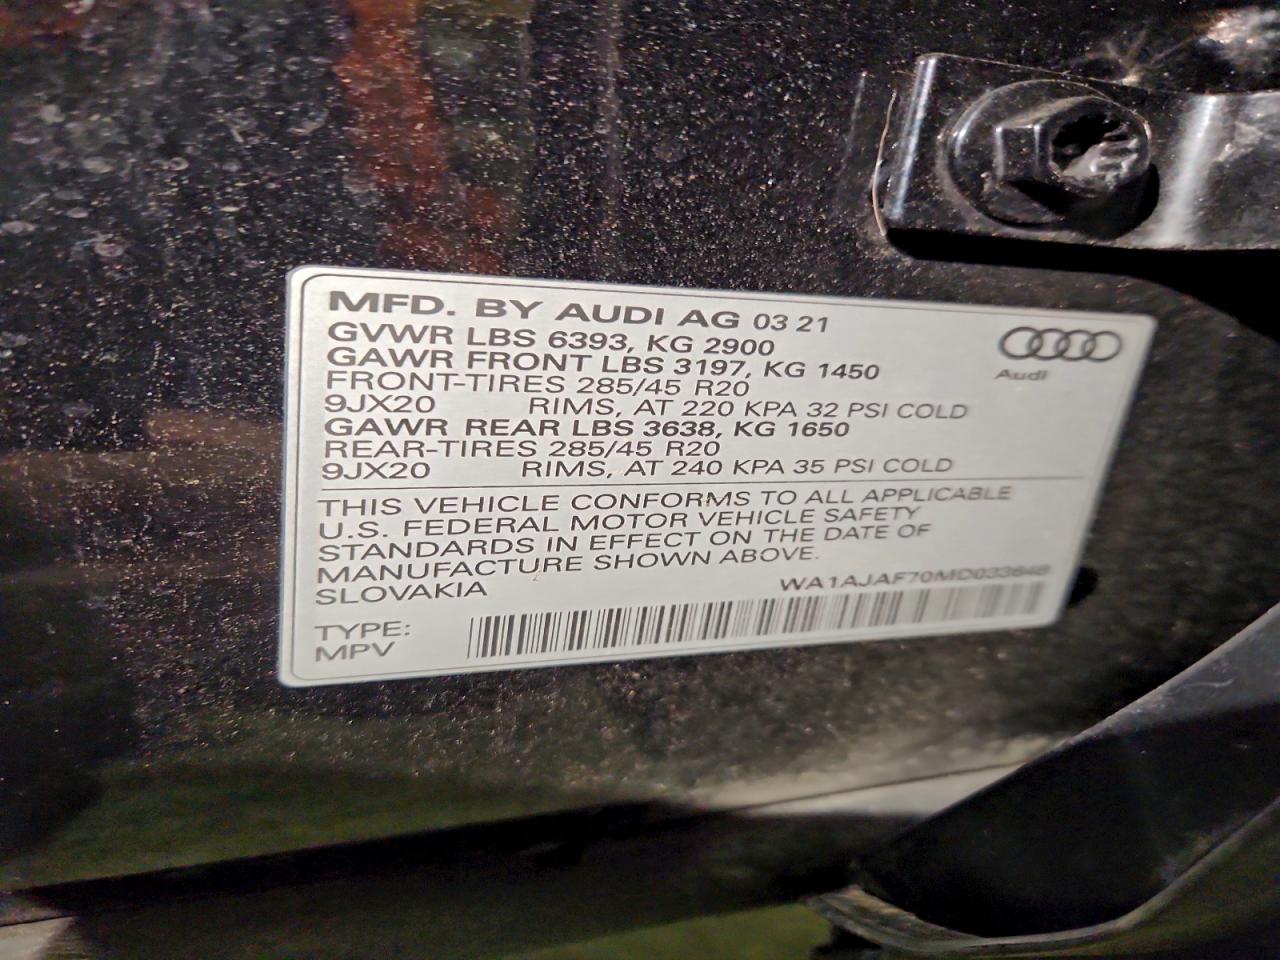 MFD. BY AUDI AG 03 21
GVWR LBS 6393, KG 2900
GAWR FRONT LBS 3197, KG 1450
FRONT-TIRES 285/45 R20
9JX20 RIMS, AT 220 KPA 32 PSI COLD
GAWR REAR LBS 3638, KG 1650
REAR-TIRES 285/45 R20
9JX20 RIMS, AT 240 KPA 35 PSI COLD
Audi
THIS VEHICLE CONFORMS TO ALL APPLICABLE
U.S. FEDERAL MOTOR VEHICLE SAFETY
STANDARDS IN EFFECT ON THE DATE OF
MANUFACTURE SHOWN ABOVE.
SLOVAKIA
TYPE:
MPV